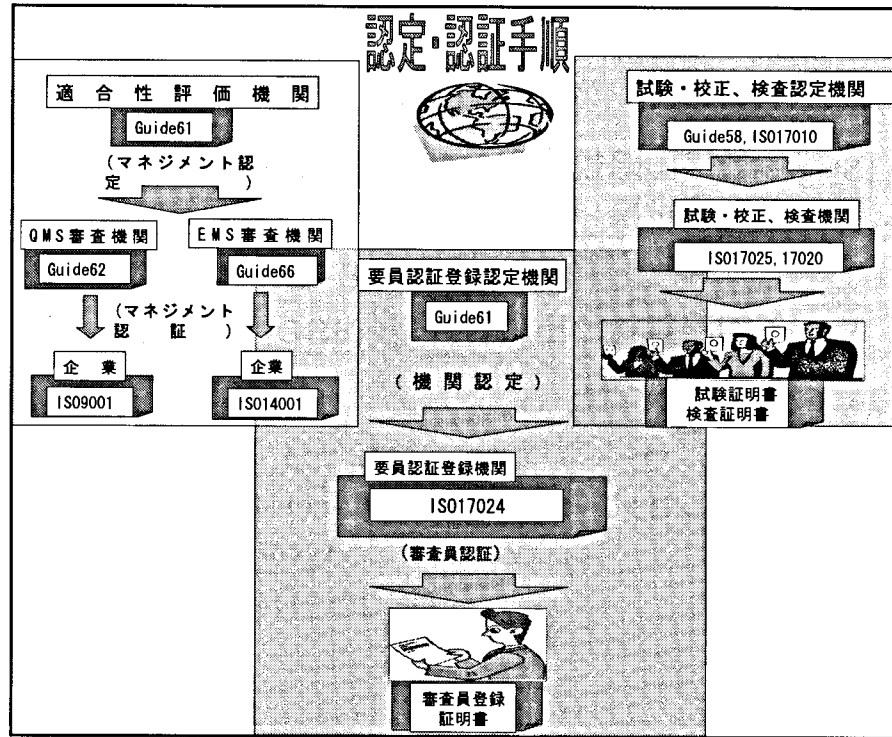 認定・認証手順
適合性評価機関
Guide61
(マネジメント認
定)
QMS審査機関
EMS審査機関
Guide62
Guide66
(マネジメント
認証)
企業
企業
ISO9001
ISO14001
要員認証登録認定機関
Guide61
(機関認定)
要員認証登録機関
ISO17024
(審査員認証)
審査員登録
証明書
試験・校正、検査認定機関
Guide58,ISO17010
試験・校正、検査機関
ISO17025,17020
試験証明書
検査証明書